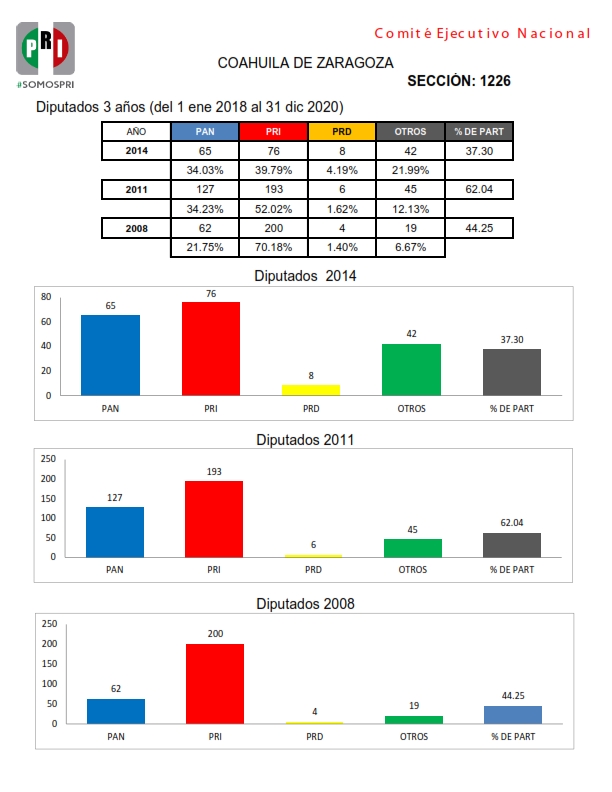 PRI
#SOMOSPRI
Comité Ejecutivo Nacional
COAHUILA DE ZARAGOZA
SECCIÓN: 1226
Diputados 3 años (del 1 ene 2018 al 31 dic 2020)
AÑO PAN PRI PRD OTROS % DE PART
2014 65 76 8 42 37.30
34.03% 39.79% 4.19% 21.99%
2011 127 193 6 45 62.04
34.23% 52.02% 1.62% 12.13%
2008 62 200 4 19 44.25
21.75% 70.18% 1.40% 6.67%
Diputados 2014
80
60
40
20
0
65 76 8 42 37.30
PAN PRI PRD OTROS % DE PART
Diputados 2011
250
200
150
100
50
0
127 193 6 45 62.04
PAN PRI PRD OTROS % DE PART
Diputados 2008
250
200
150
100
50
0
62 200 4 19 44.25
PAN PRI PRD OTROS % DE PART